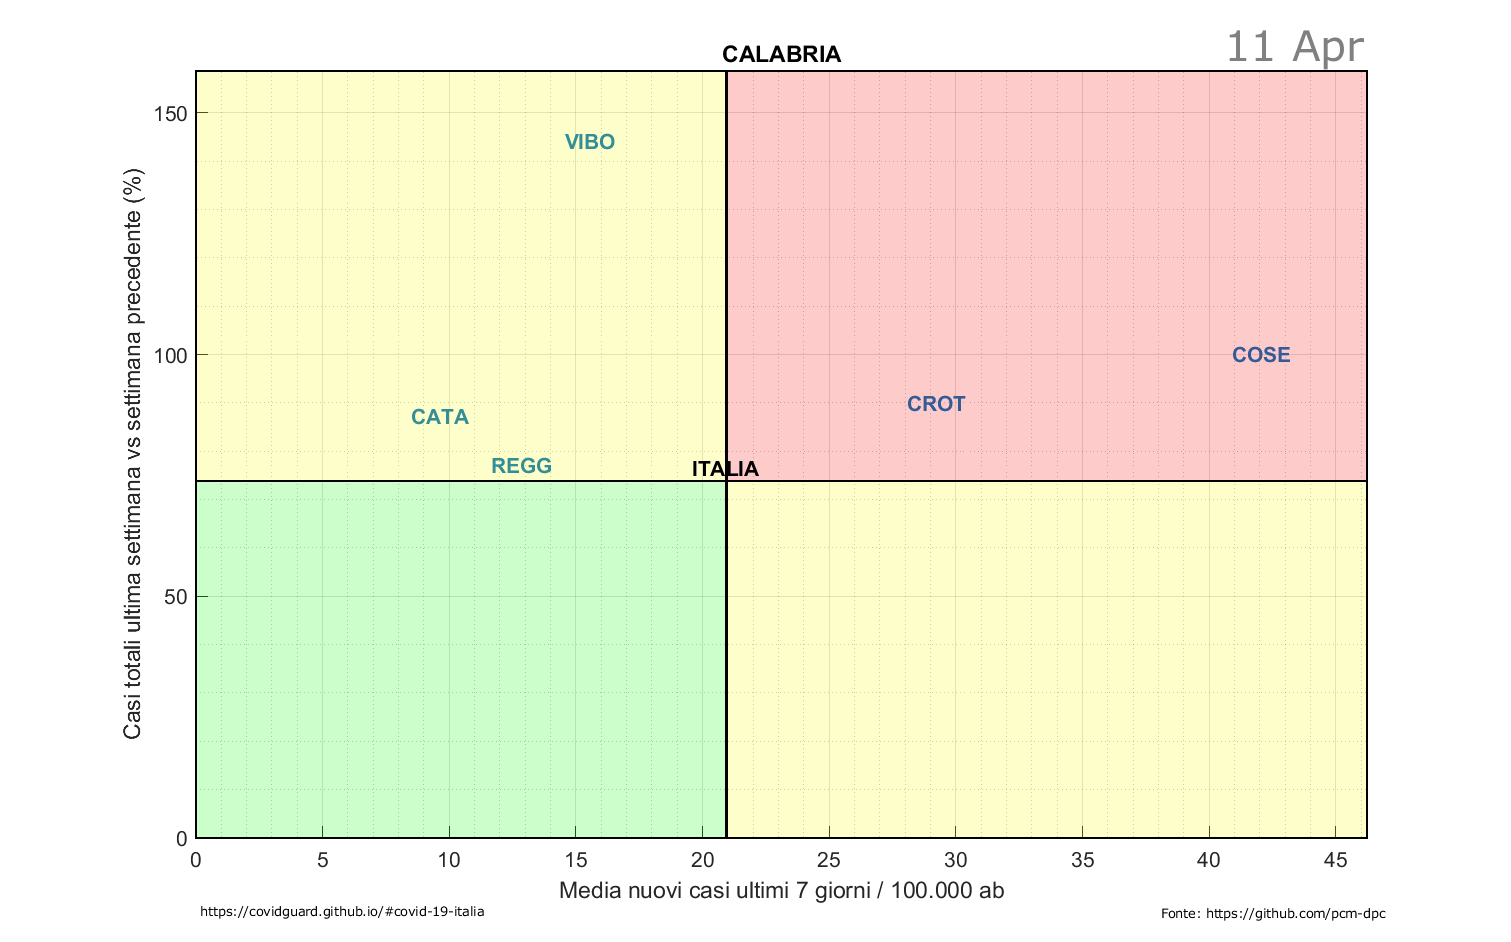 CALABRIA
11 Apr
Casi totali ultima settimana vs settimana precedente (%)
150
100
50
0
VIBO
COSE
CROT
CATA
REGG
ITALIA
0 5 10 15 20 25 30 35 40 45
Media nuovi casi ultimi 7 giorni / 100.000 ab
https://covidguard.github.io/#covid-19-italia
Fonte: https://github.com/pcm-dpc